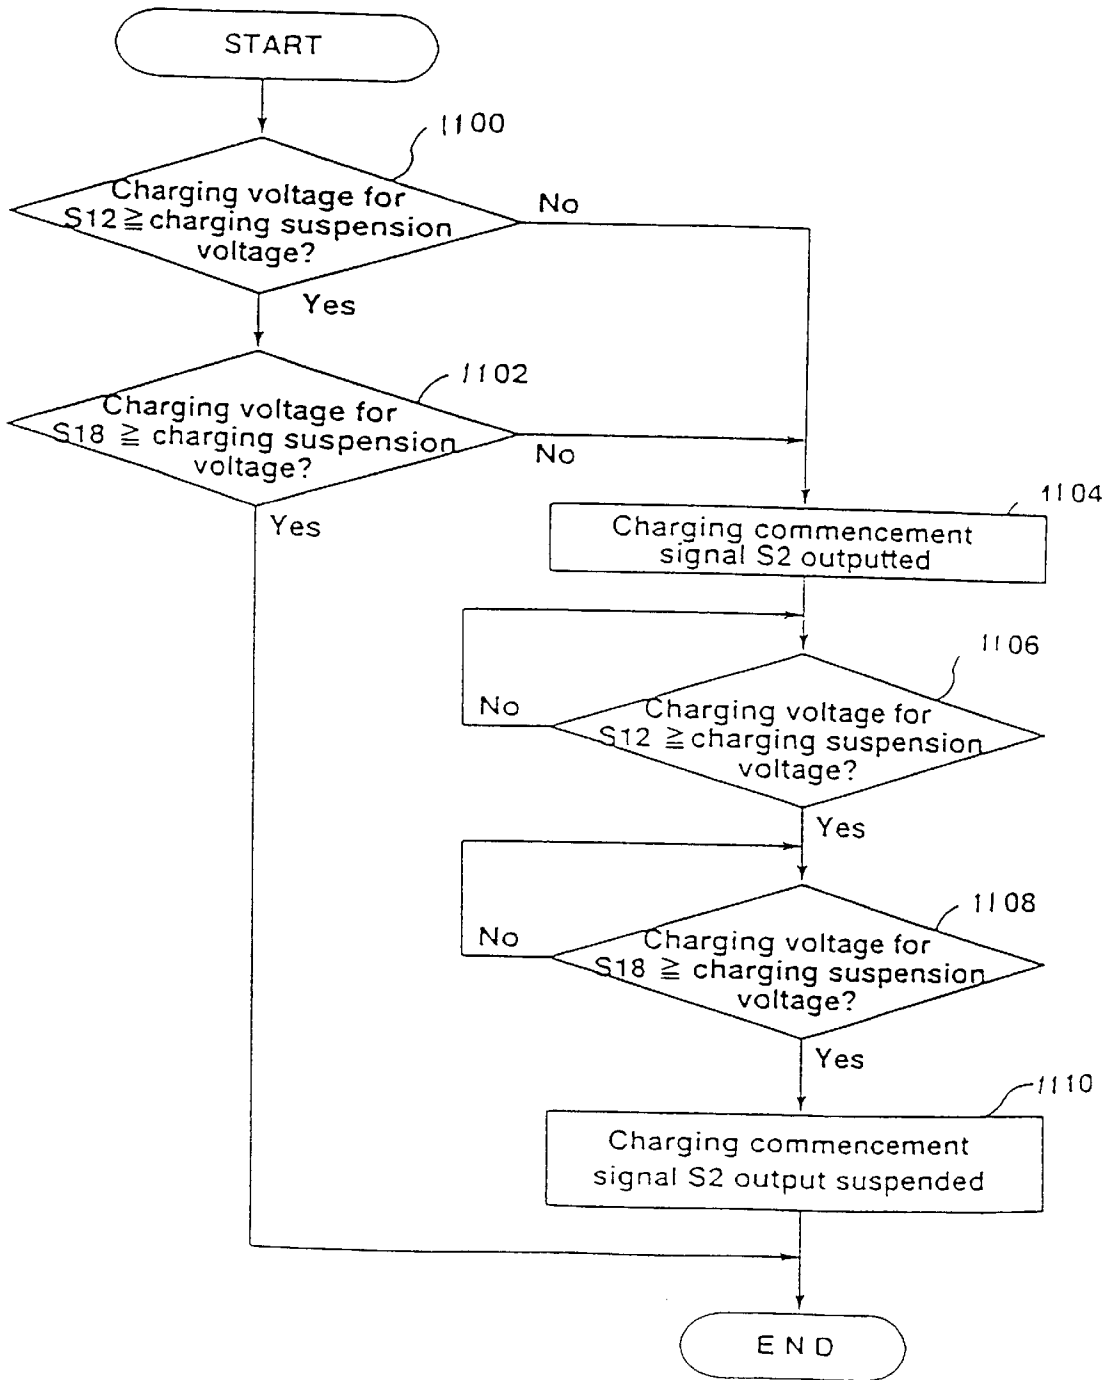 START
1100
Charging voltage for
S12 ≧ charging suspension
voltage?
No
Yes
1102
Charging voltage for
S18 ≧ charging suspension
voltage?
No
Yes
1104
Charging commencement
signal S2 outputted
1106
Charging voltage for
S12 ≧ charging suspension
voltage?
No
Yes
1108
Charging voltage for
S18 ≧ charging suspension
voltage?
No
Yes
1110
Charging commencement
signal S2 output suspended
END